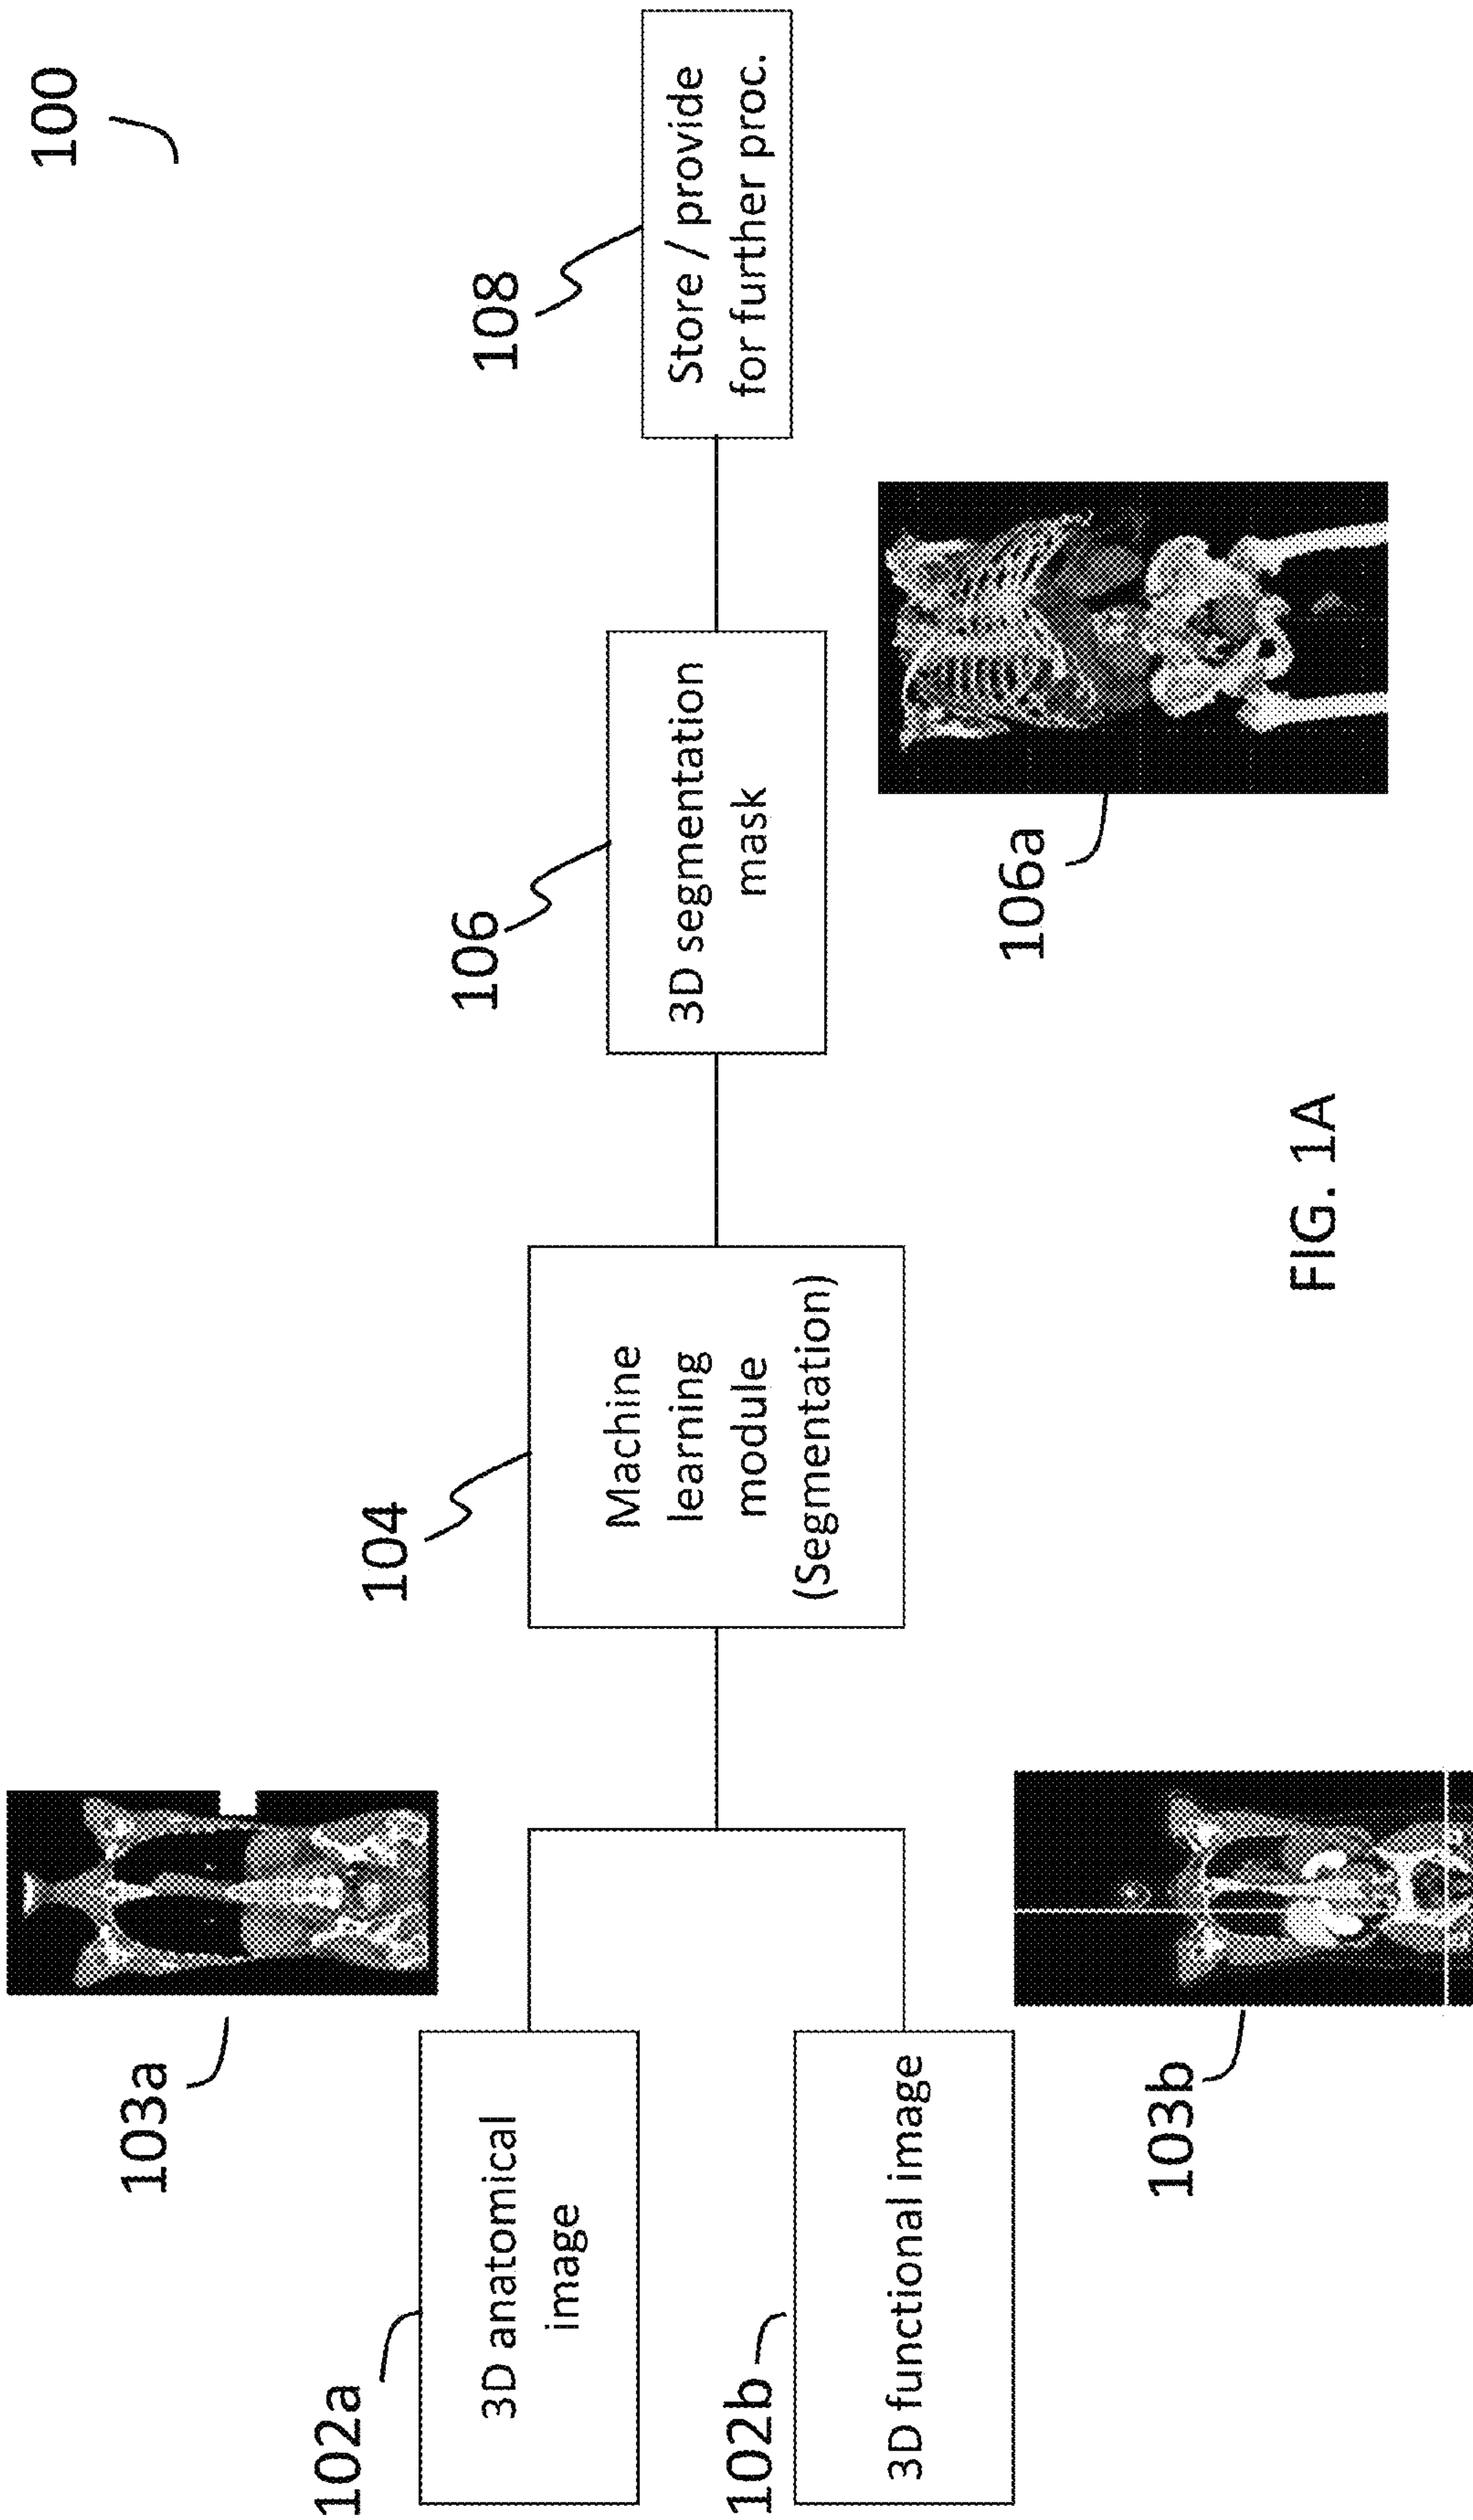 100
103a
102a
3D anatomical
image
102b
3D functional image
103b
104
Machine
learning
module
(Segmentation)
106
3D segmentation
mask
106a
108
Store / provide
for further proc.
FIG. 1A